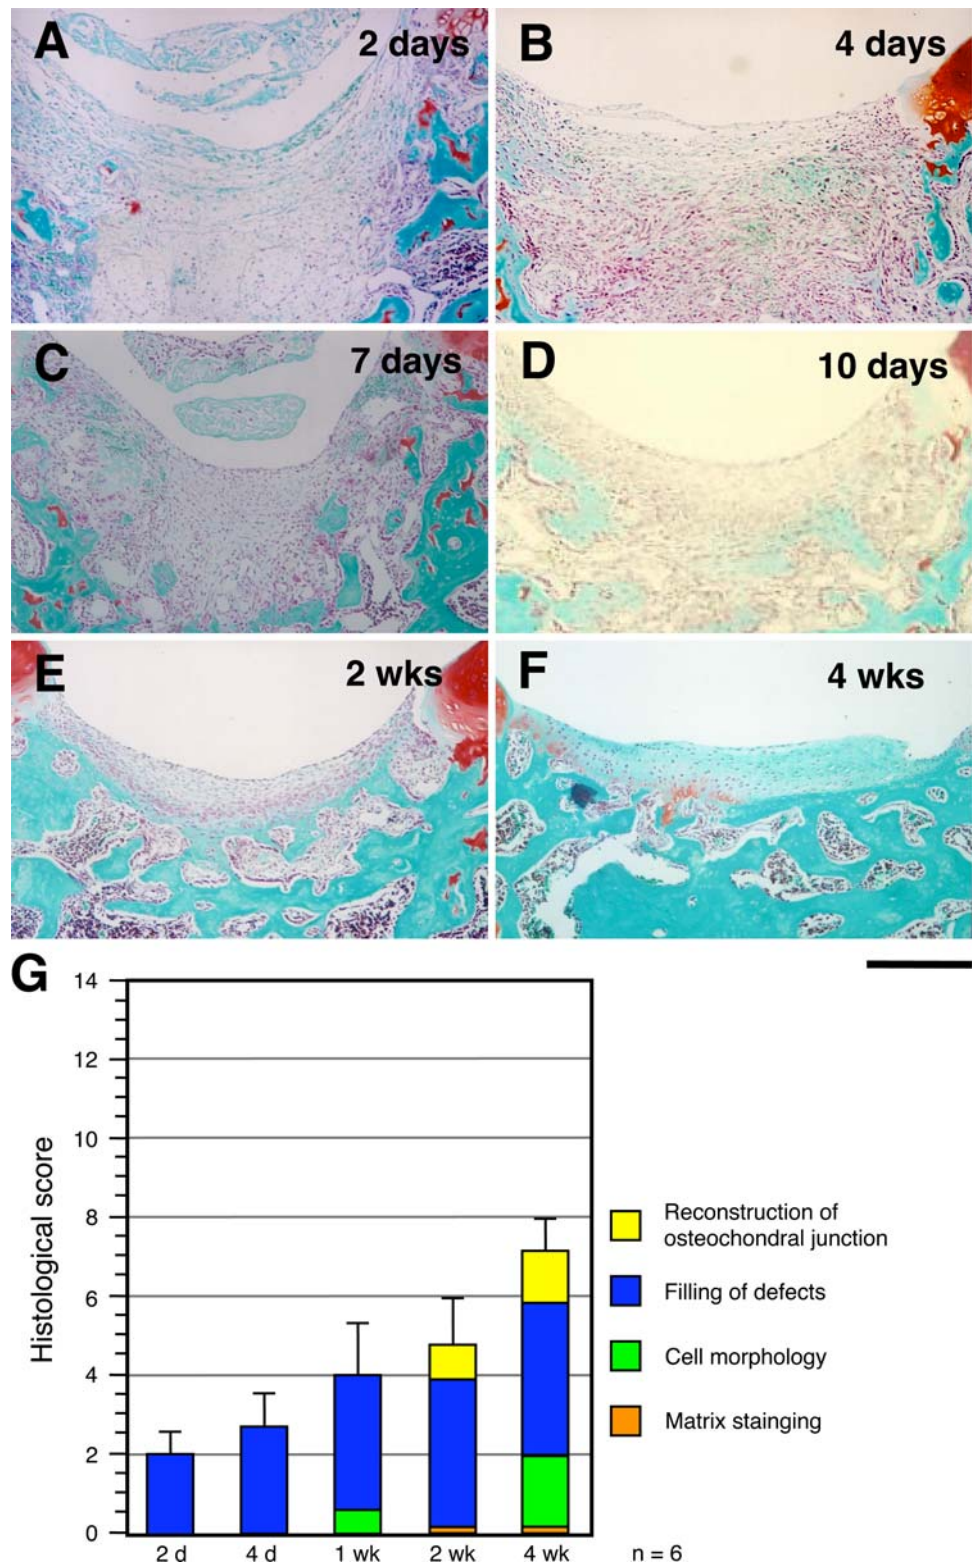 A 2 days
B 4 days
C 7 days
D 10 days
E 2 wks
F 4 wks
G
14
12
10
8
6
4
2
0
Histological score
2 d 4 d 1 wk 2 wk 4 wk n = 6
Reconstruction of
osteochondral junction
Filling of defects
Cell morphology
Matrix stainging